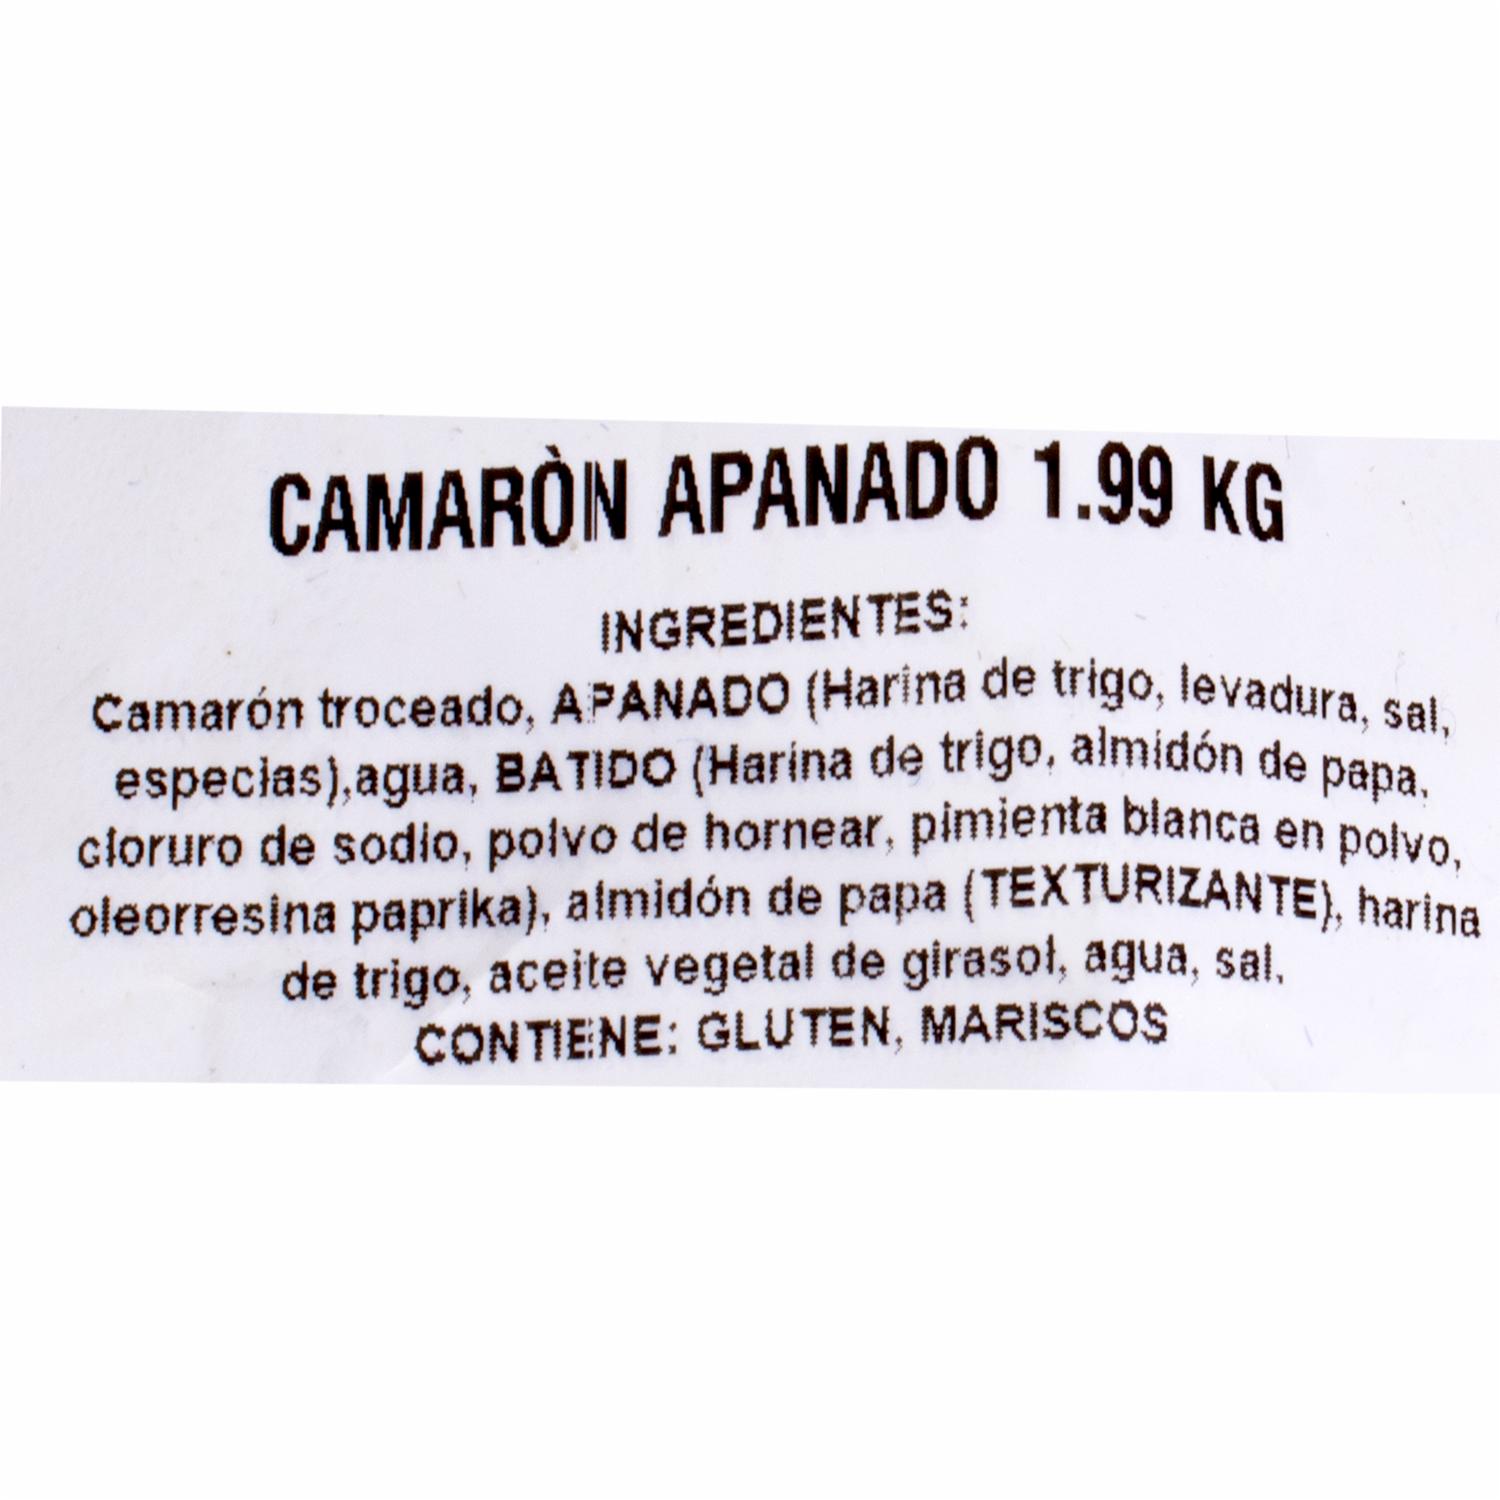 CAMARÒN APANADO 1.99 KG
INGREDIENTES:
Camarón troceado, APANADO (Harina de trigo, levadura, sal,
especias),agua, BATIDO (Harina de trigo, almidón de papa,
cloruro de sodio, polvo de hornear, pimienta blanca en polvo,
oleorresina paprika), almidón de papa (TEXTURIZANTE), harina
de trigo, aceite vegetal de girasol, agua, sal.
CONTIENE: GLUTEN, MARISCOS